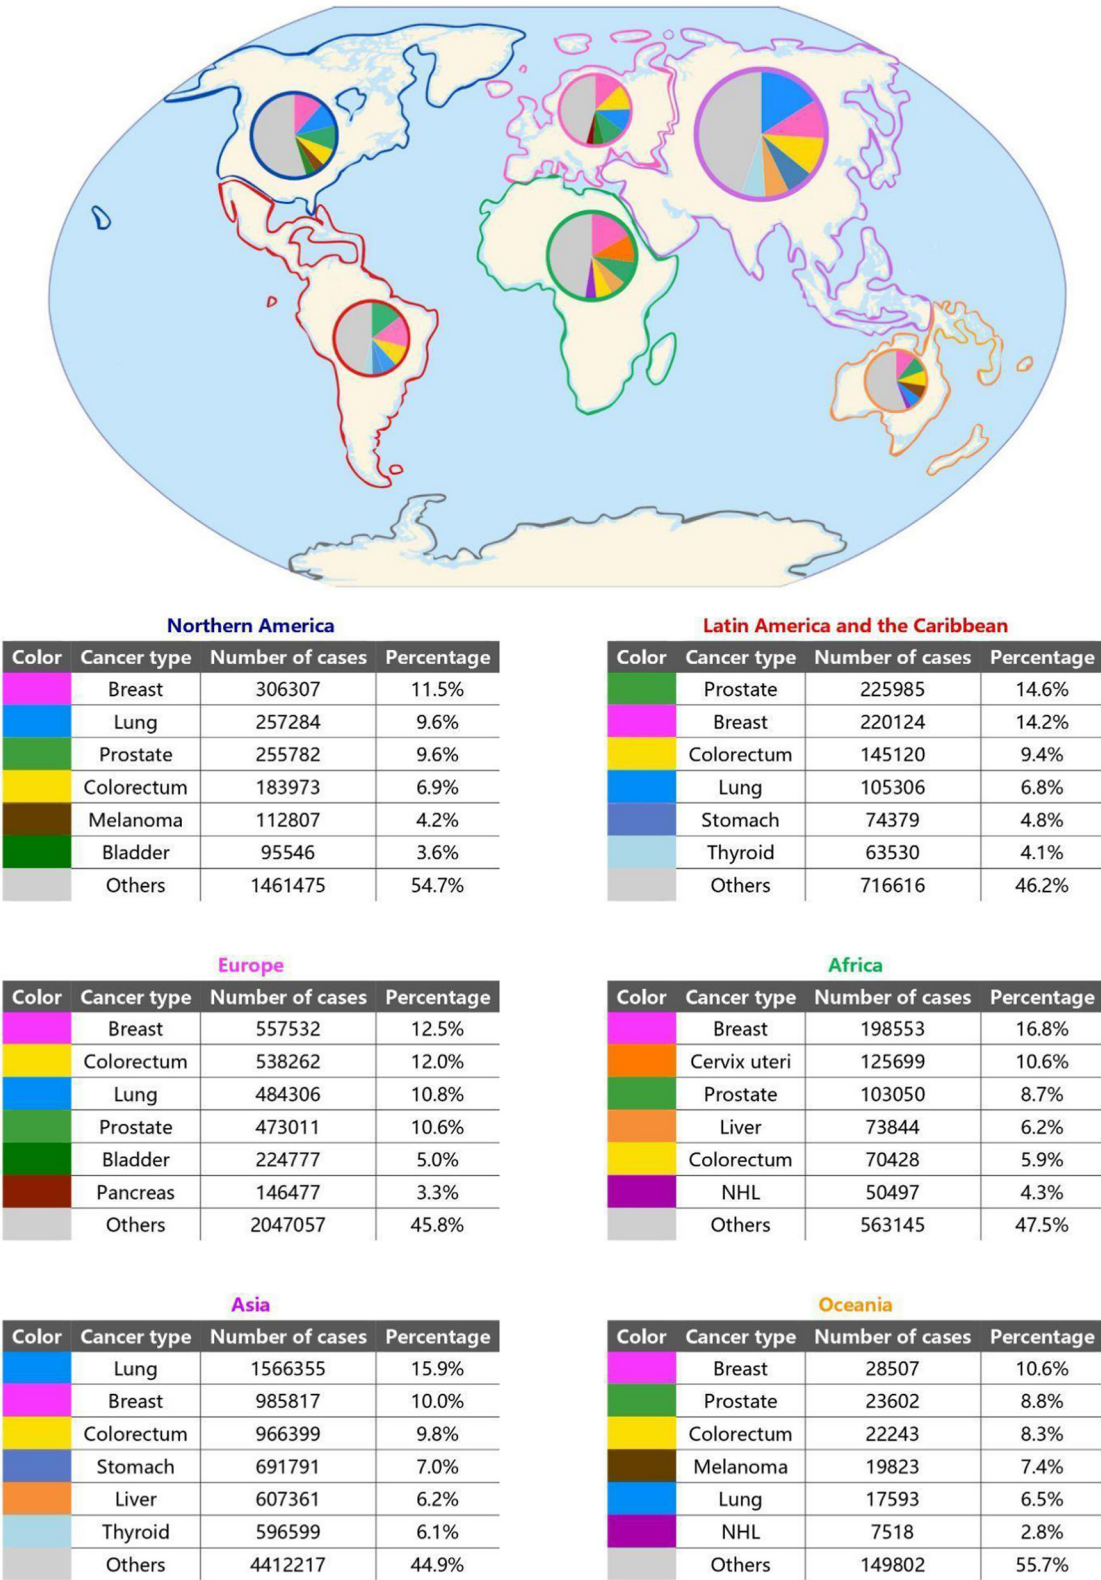 Northern America
Color Cancer type Number of cases Percentage
Breast 306307 11.5%
Lung 257284 9.6%
Prostate 255782 9.6%
Colorectum 183973 6.9%
Melanoma 112807 4.2%
Bladder 95546 3.6%
Others 1461475 54.7%
Latin America and the Caribbean
Color Cancer type Number of cases Percentage
Prostate 225985 14.6%
Breast 220124 14.2%
Colorectum 145120 9.4%
Lung 105306 6.8%
Stomach 74379 4.8%
Thyroid 63530 4.1%
Others 716616 46.2%
Europe
Color Cancer type Number of cases Percentage
Breast 557532 12.5%
Colorectum 538262 12.0%
Lung 484306 10.8%
Prostate 473011 10.6%
Bladder 224777 5.0%
Pancreas 146477 3.3%
Others 2047057 45.8%
Africa
Color Cancer type Number of cases Percentage
Breast 198553 16.8%
Cervix uteri 125699 10.6%
Prostate 103050 8.7%
Liver 73844 6.2%
Colorectum 70428 5.9%
NHL 50497 4.3%
Others 563145 47.5%
Asia
Color Cancer type Number of cases Percentage
Lung 1566355 15.9%
Breast 985817 10.0%
Colorectum 966399 9.8%
Stomach 691791 7.0%
Liver 607361 6.2%
Thyroid 596599 6.1%
Others 4412217 44.9%
Oceania
Color Cancer type Number of cases Percentage
Breast 28507 10.6%
Prostate 23602 8.8%
Colorectum 22243 8.3%
Melanoma 19823 7.4%
Lung 17593 6.5%
NHL 7518 2.8%
Others 149802 55.7%